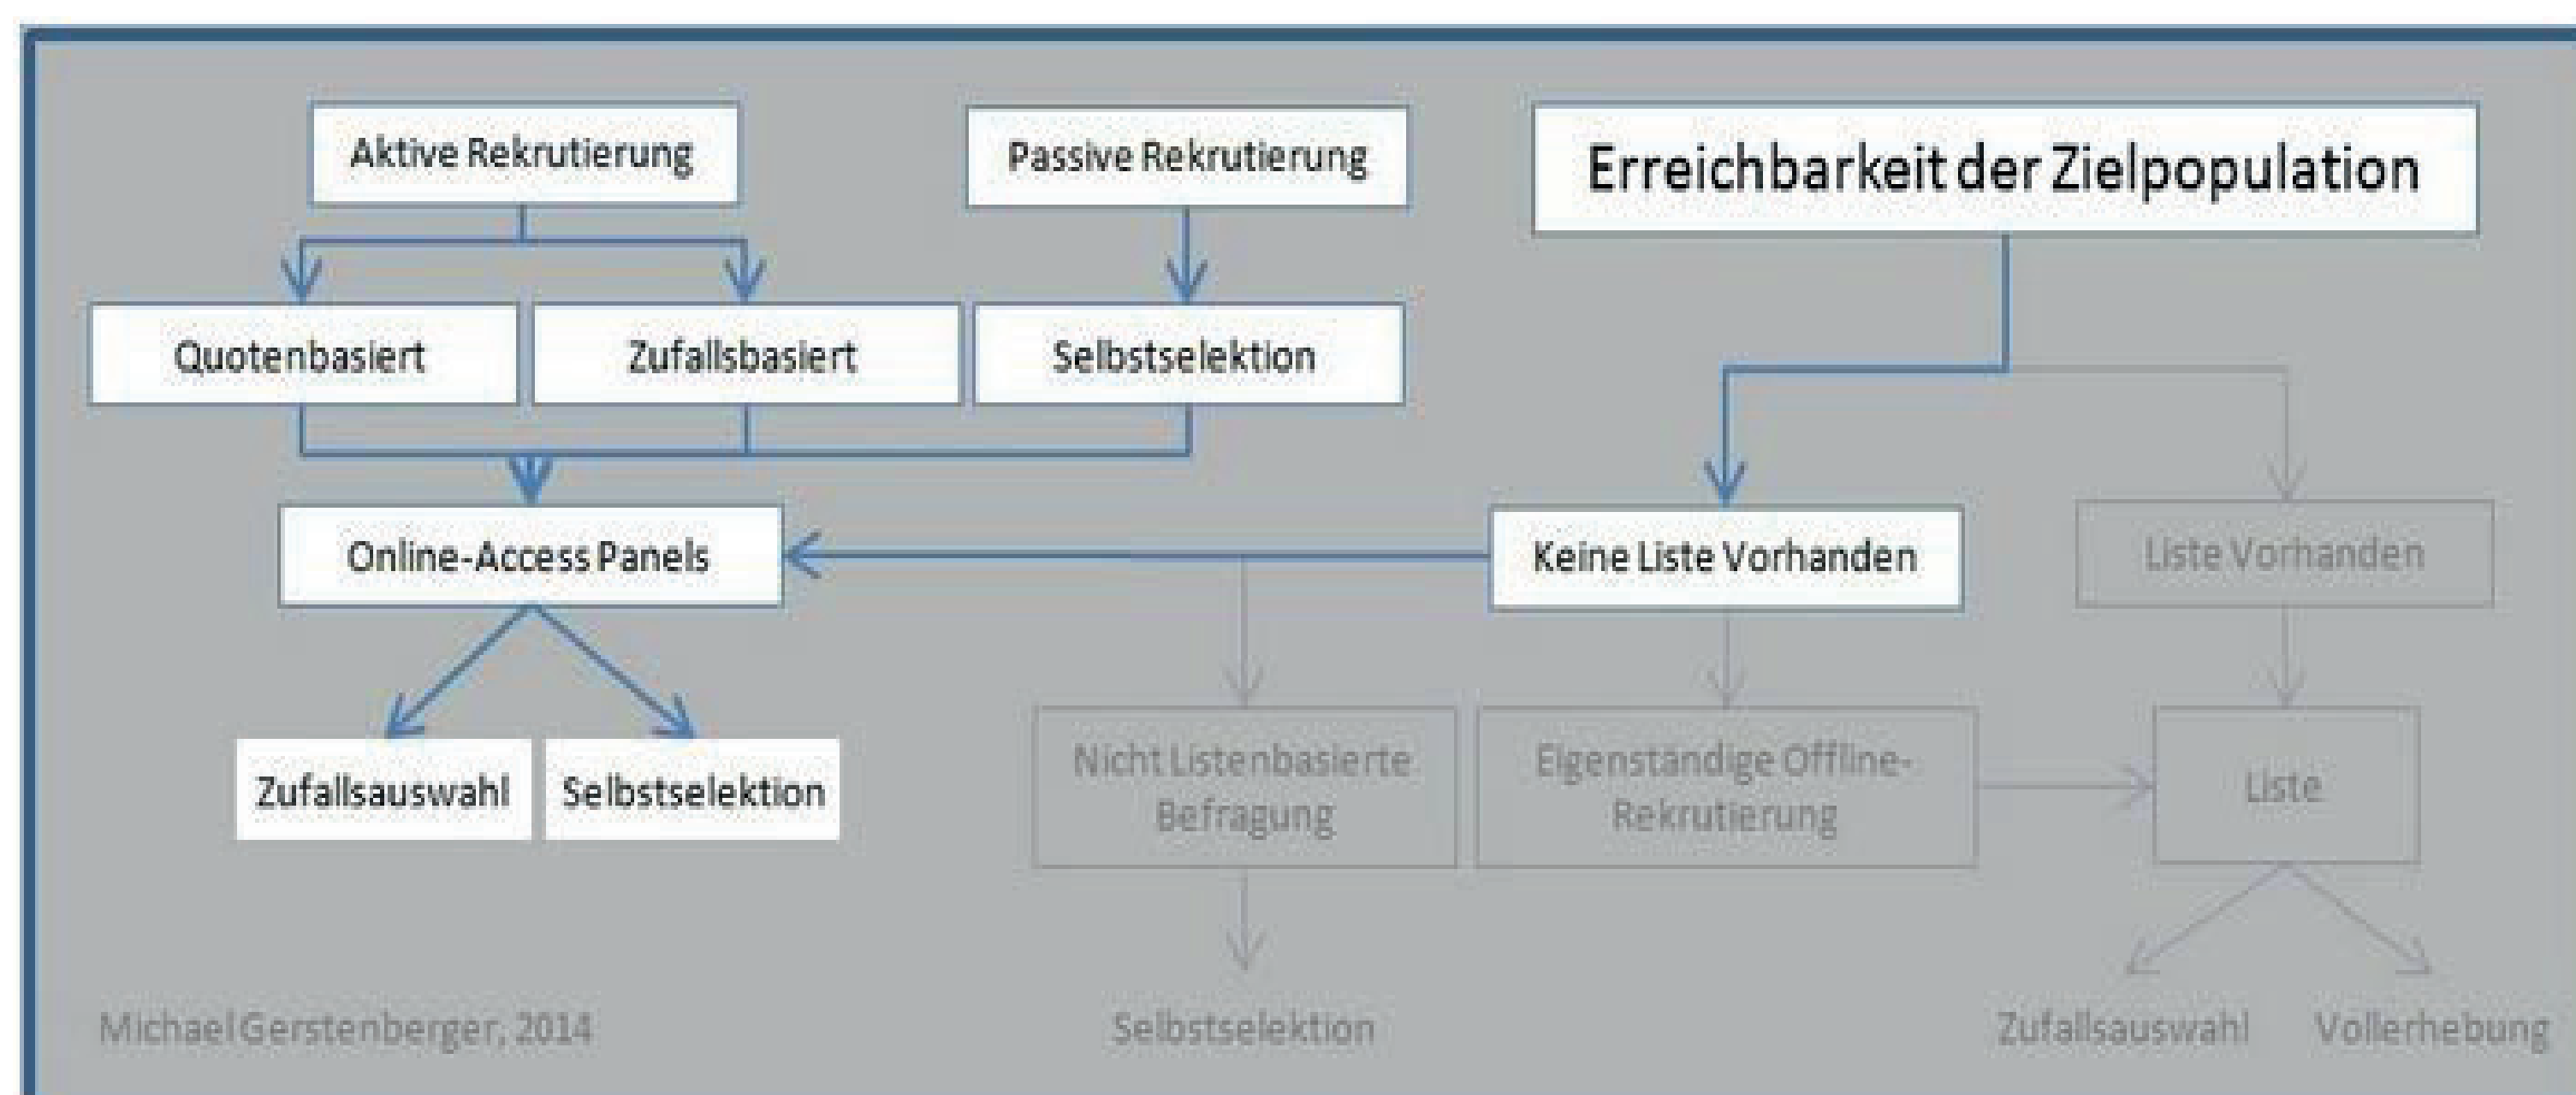 Aktive Rekrutierung
Passive Rekrutierung
Erreichbarkeit der Zielpopulation
Quotenbasiert
Zufallsbasiert
Selbstselektion
Online-Access Panels
Keine Liste Vorhanden
Liste Vorhanden
Zufallsauswahl
Selbstselektion
Nicht Listenbasierte
Befragung
Eigenständige Offline-
Rekrutierung
Liste
Michael Gerstenberger, 2014
Selbstselektion
Zufallsauswahl
Vollerhebung